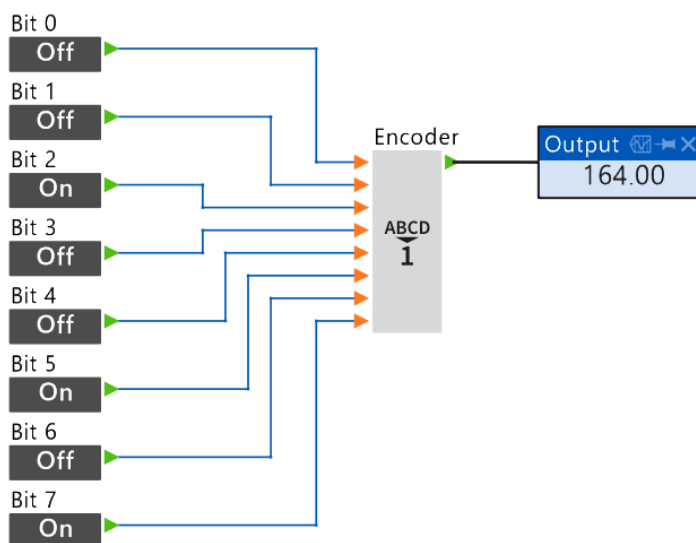 Bit 0
Off
Bit 1
Off
Bit 2
On
Bit 3
Off
Bit 4
Off
Bit 5
On
Bit 6
Off
Bit 7
On
Encoder
ABCD
1
Output
164.00